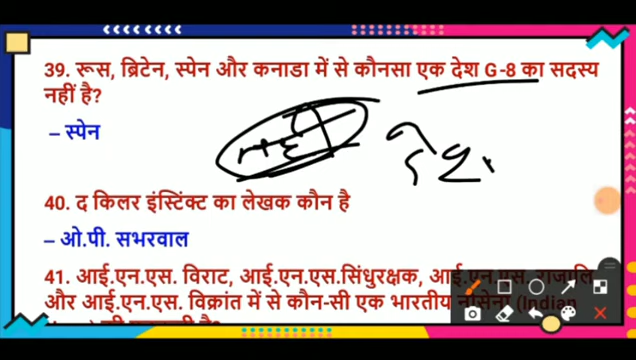 39. रूस, ब्रिटेन, स्पेन और कनाडा में से कौनसा एक देश G-8 का सदस्य
नहीं है?
– स्पेन
40. द किलर इंस्टिंक्ट का लेखक कौन है
– ओ.पी. सभरवाल
41. आई.एन.एस. विराट, आई.एन.एस.सिंधुरक्षक, आई.एन.एस. राजालि
और आई.एन.एस. विक्रांत में से कौन-सी एक भारतीय नौसेना (Indian